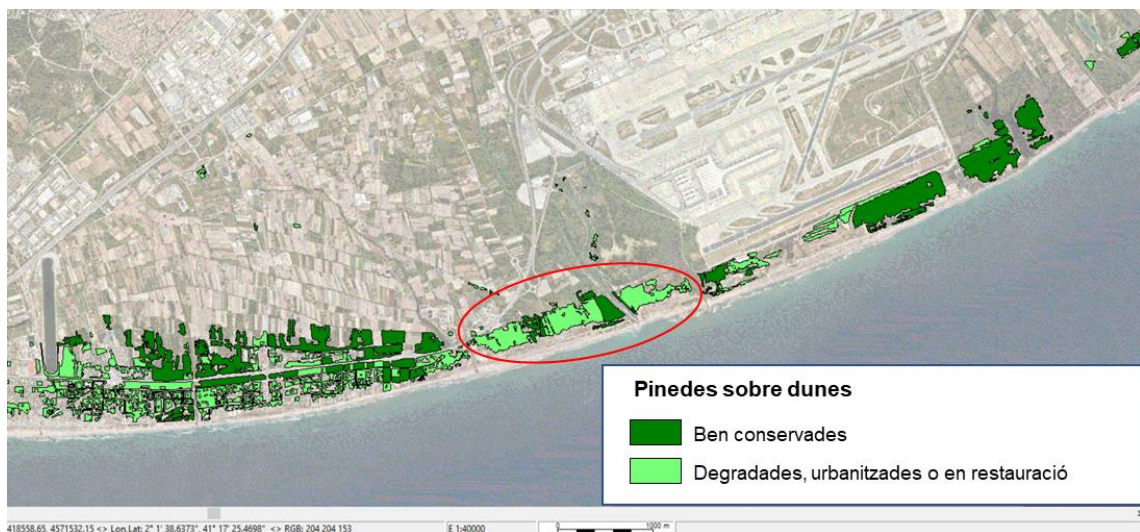 Pinedes sobre dunes
Ben conservades
Degradades, urbanitzades o en restauració
418558.65, 4571532.15 <> Lon,Lat: 2° 1' 38.6373", 41° 17' 25.4698" <> RGB: 204 204 153
E 1:40000
0 1000 m